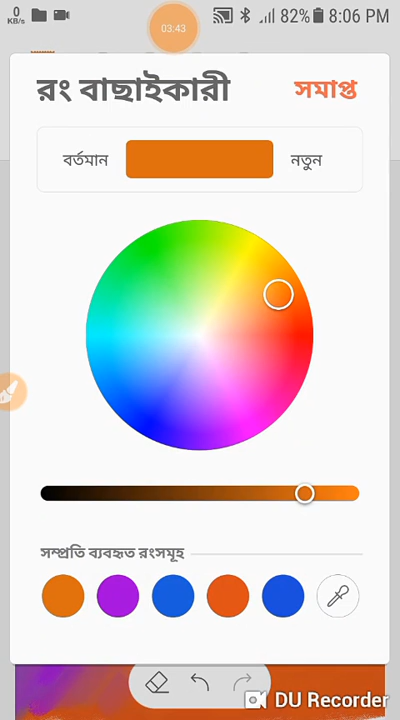 0
KB/s
03:43
82% 8:06 PM
রং বাছাইকারী
সমাপ্ত
বর্তমান
নতুন
সম্প্রতি ব্যবহৃত রংসমূহ
DU Recorder